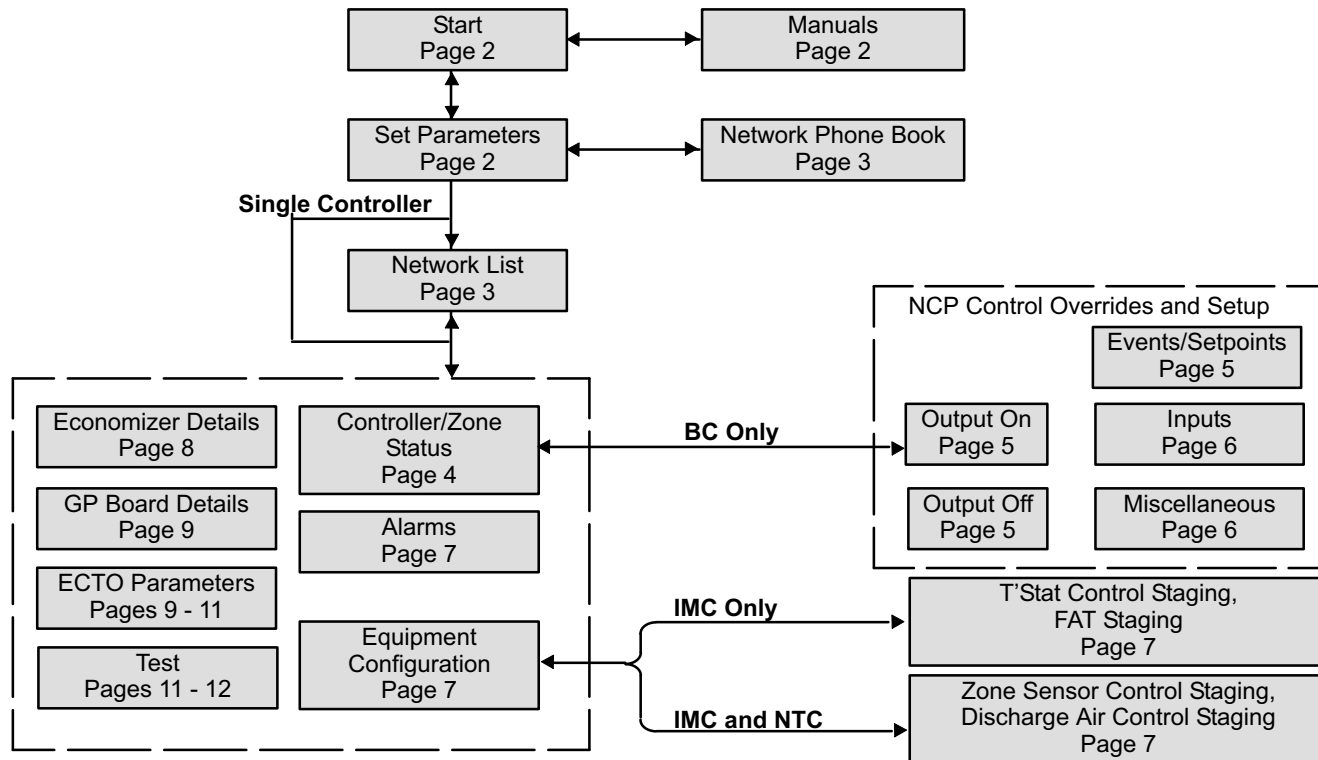 Start
Page 2
Manuals
Page 2
Set Parameters
Page 2
Network Phone Book
Page 3
Single Controller
Network List
Page 3
NCP Control Overrides and Setup
Events/Setpoints
Page 5
Output On
Page 5
Inputs
Page 6
Output Off
Page 5
Miscellaneous
Page 6
BC Only
Economizer Details
Page 8
Controller/Zone
Status
Page 4
GP Board Details
Page 9
Alarms
Page 7
ECTO Parameters
Pages 9 - 11
Equipment
Configuration
Page 7
Test
Pages 11 - 12
IMC Only
T'Stat Control Staging,
FAT Staging
Page 7
IMC and NTC
Zone Sensor Control Staging,
Discharge Air Control Staging
Page 7